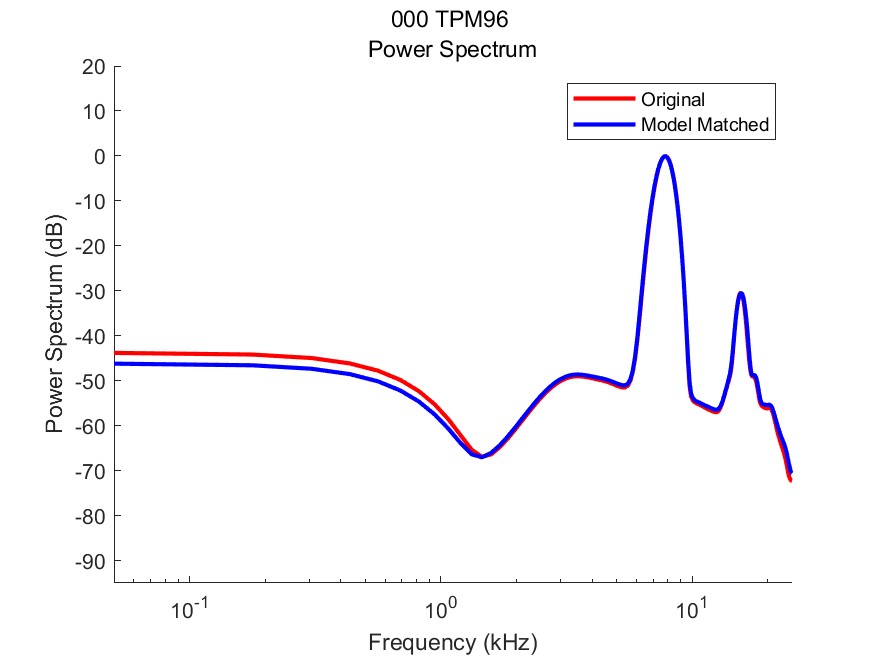 000 TPM96
Power Spectrum
20
10
0
-10
-20
-30
-40
-50
-60
-70
-80
-90
Power Spectrum (dB)
Original
Model Matched
10^-1
10^0
10^1
Frequency (kHz)